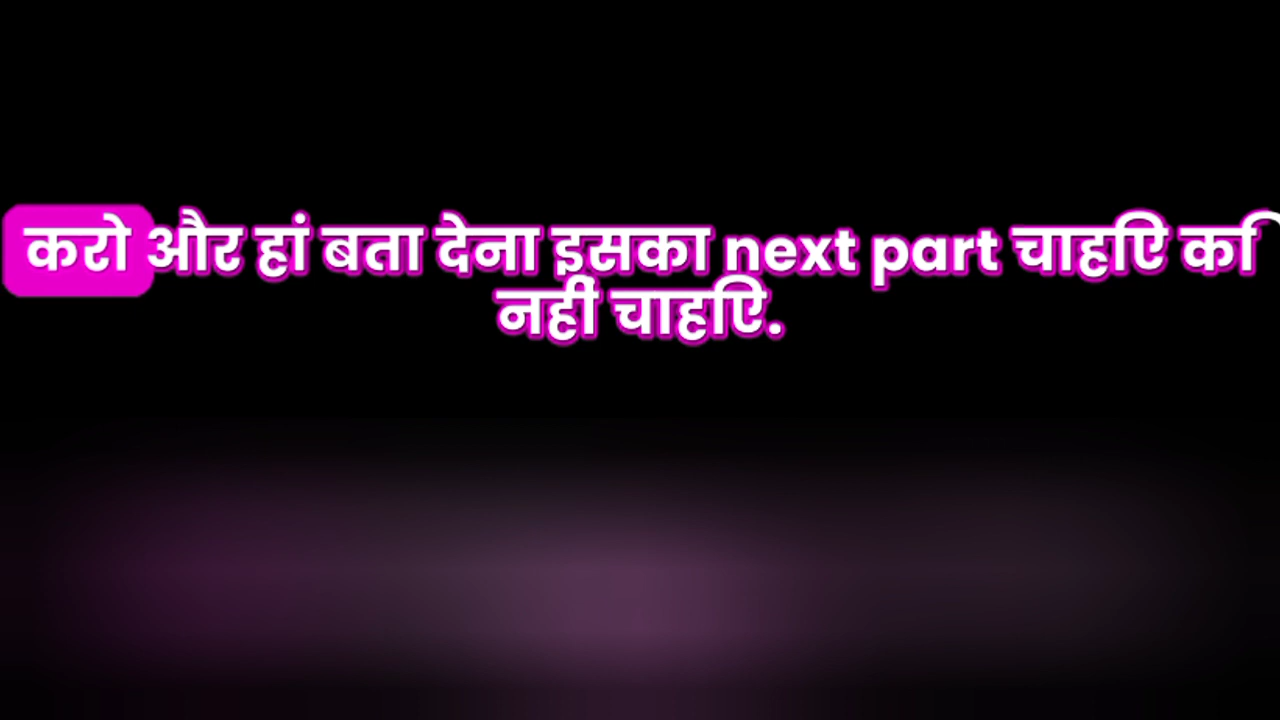 करो और हां बता देना इसका next part चाहिए कि
नहीं चाहिए.